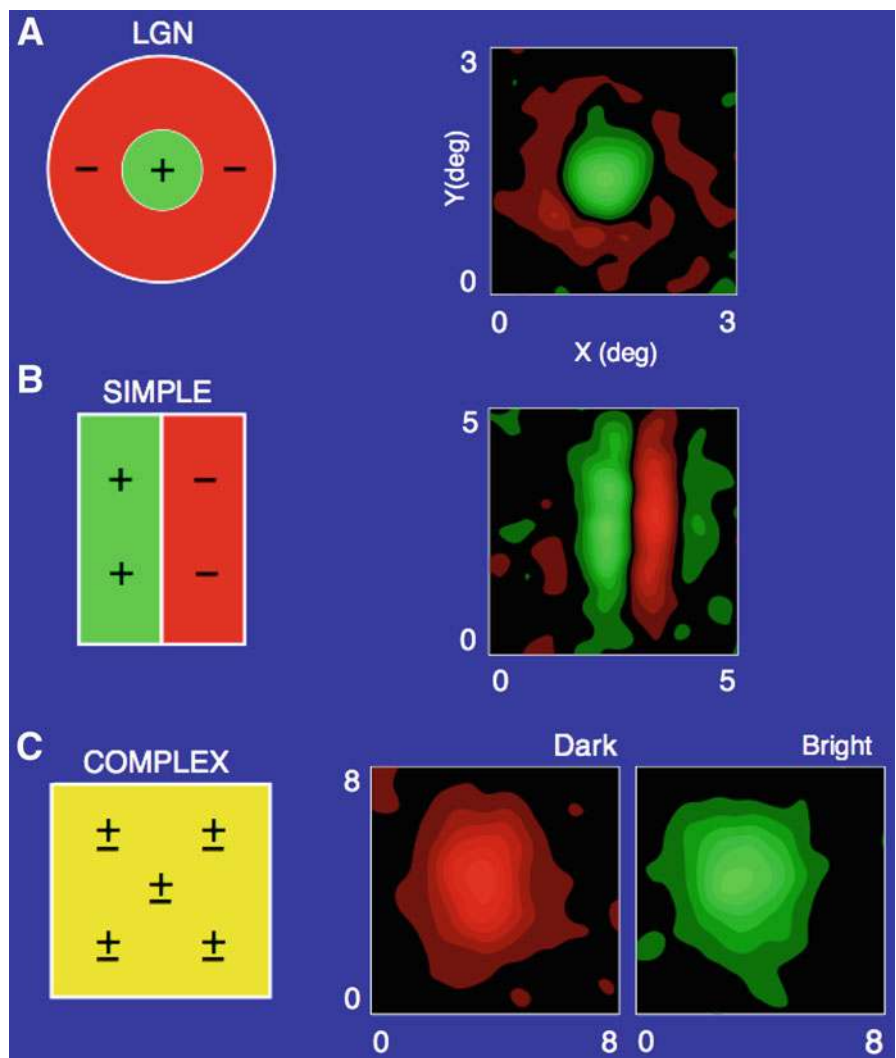 A
LGN
− + −
3
Y(deg)
0
0 3
X (deg)
B
SIMPLE
+ −
+ −
5
0
0 5
C
COMPLEX
± ±
±
± ±
Dark
Bright
8
0
0 8
0 8